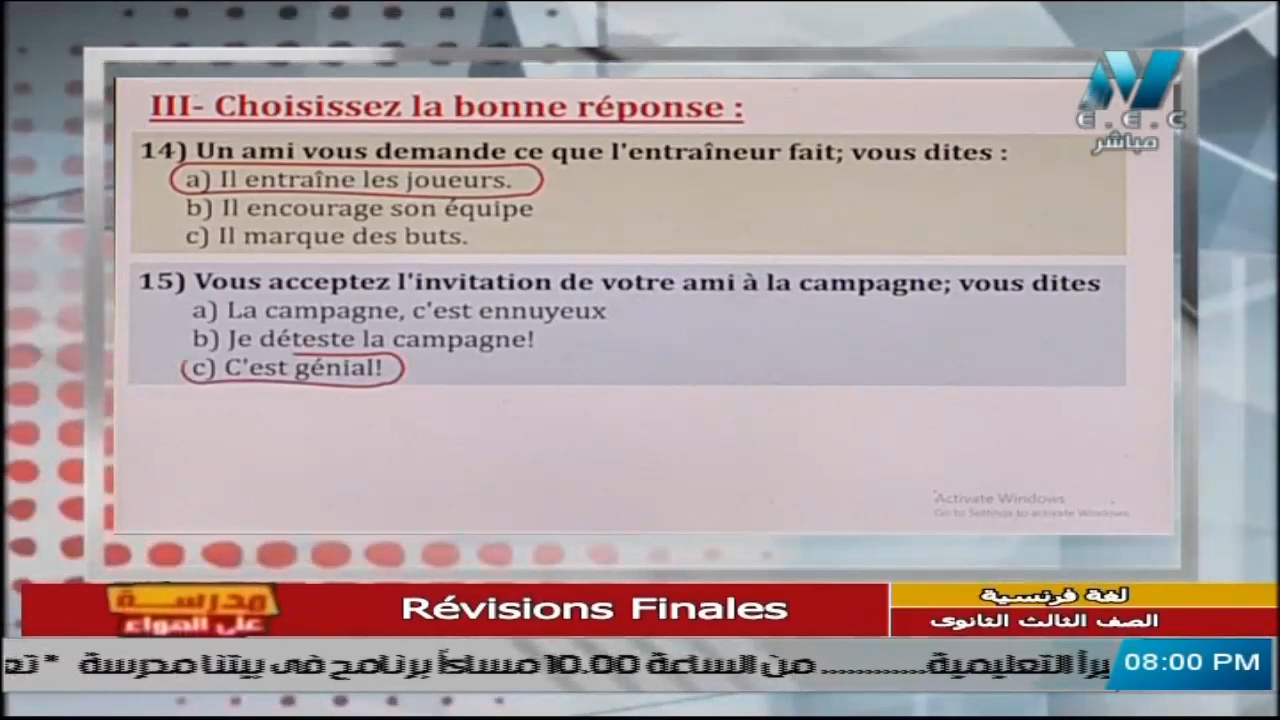 III- Choisissez la bonne réponse :
14) Un ami vous demande ce que l'entraîneur fait; vous dites :
a) Il entraîne les joueurs.
b) Il encourage son équipe
c) Il marque des buts.
15) Vous acceptez l'invitation de votre ami à la campagne; vous dites
a) La campagne, c'est ennuyeux
b) Je déteste la campagne!
c) C'est génial!
E.E.C
مباشر
Activate Windows
Go to Settings to activate Windows.
مدرسة
على الهواء
Révisions Finales
لغة فرنسية
الصف الثالث الثانوى
التعليمية............من الساعة 10.00 مساءاً برنامج فى بيتنا مدرسة *
08:00 PM